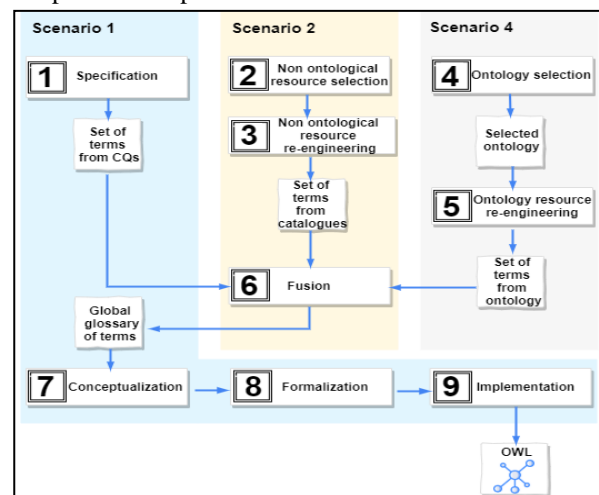 Scenario 1
Scenario 2
Scenario 4
1 Specification
2 Non ontological
resource selection
4 Ontology selection
Set of
terms
from CQs
3 Non ontological
resource
re-engineering
Selected
ontology
Set of
terms
from
catalogues
5 Ontology resource
re-engineering
6 Fusion
Set of
terms
from
ontology
Global
glossary
of terms
7 Conceptualization
8 Formalization
9 Implementation
OWL